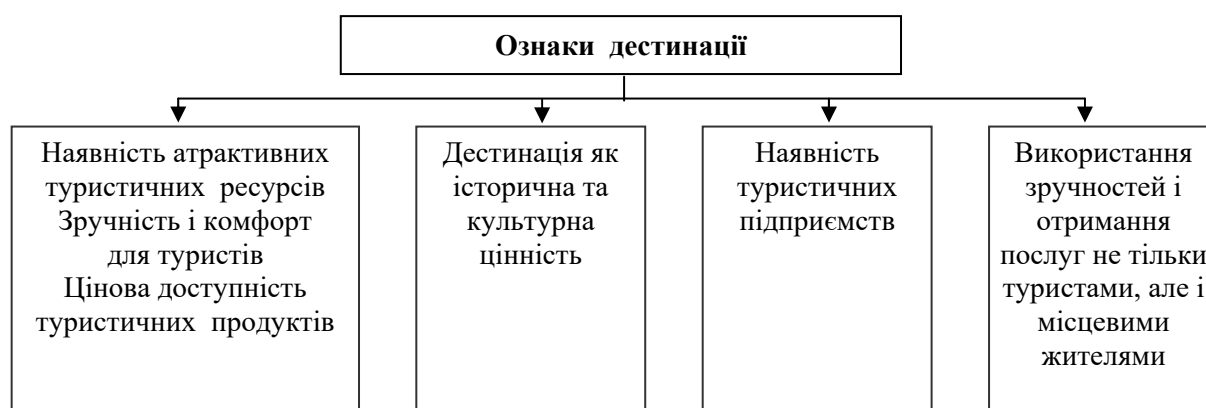 Ознаки дестинації
Наявність атрактивних
туристичних ресурсів
Зручність і комфорт
для туристів
Цінова доступність
туристичних продуктів
Дестинація як
історична та
культурна
цінність
Наявність
туристичних
підприємств
Використання
зручностей і
отримання
послуг не тільки
туристами, але і
місцевими
жителями